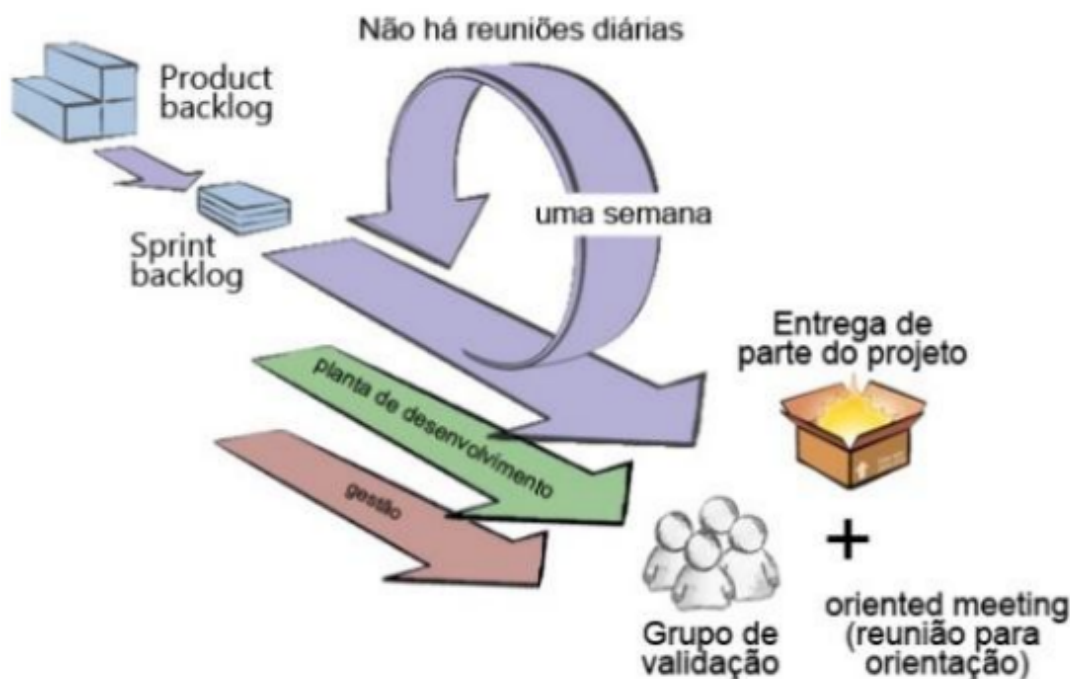 Não há reuniões diárias
Product
backlog
uma semana
Sprint
backlog
Entrega de
parte do projeto
planta de desenvolvimento
gestão
Grupo de
validação
+
oriented meeting
(reunião para
orientação)